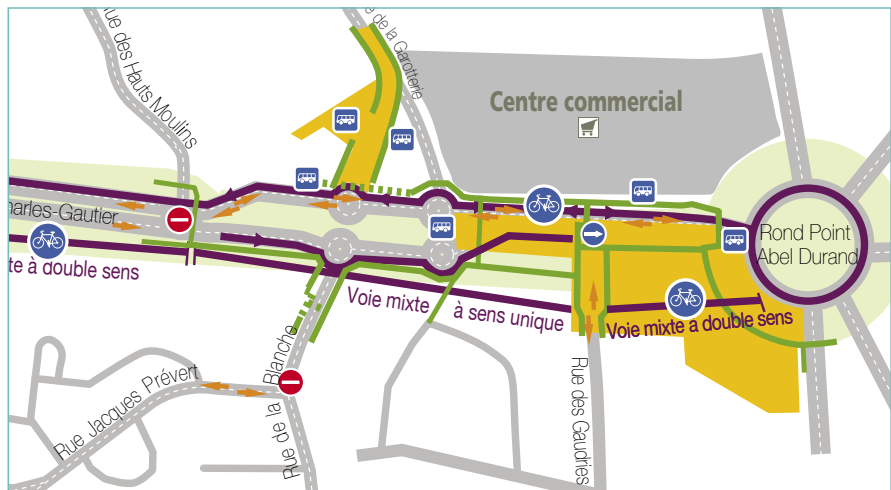 Rue des Hauts Moulins
de la Garotterie
Centre commercial
harles-Gautier
Rond Point
Abel Durand
te à double sens
Voie mixte à sens unique
Voie mixte à double sens
Rue de la Blanche
Rue Jacques Prévert
Rue des Gaudries